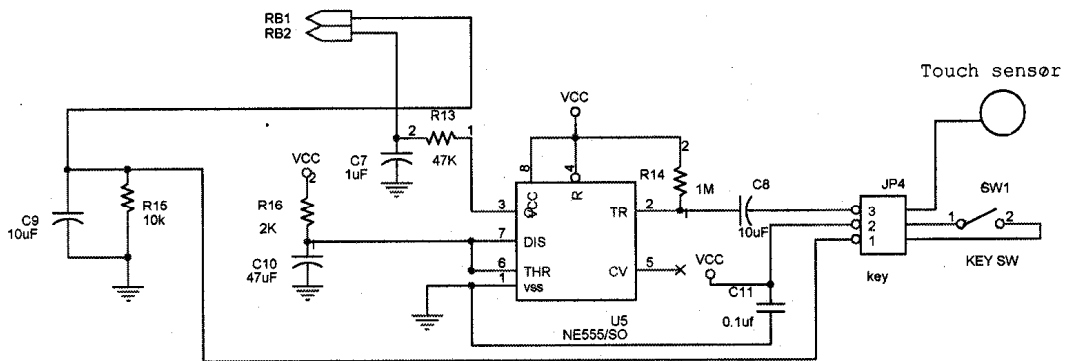 RB1
RB2
Touch sensor
VCC
R13
2
1
47K
C7
1uF
VCC
2
R16
2K
1
C10
47uF
R15
10k
C9
10uF
8
4
VCC
R
3
Q
7
DIS
6
THR
1
VSS
TR
2
CV
5
U5
NE555/SO
2
R14
1M
1
C8
10uF
JP4
3
2
1
key
SW1
1
2
KEY SW
VCC
C11
0.1uf